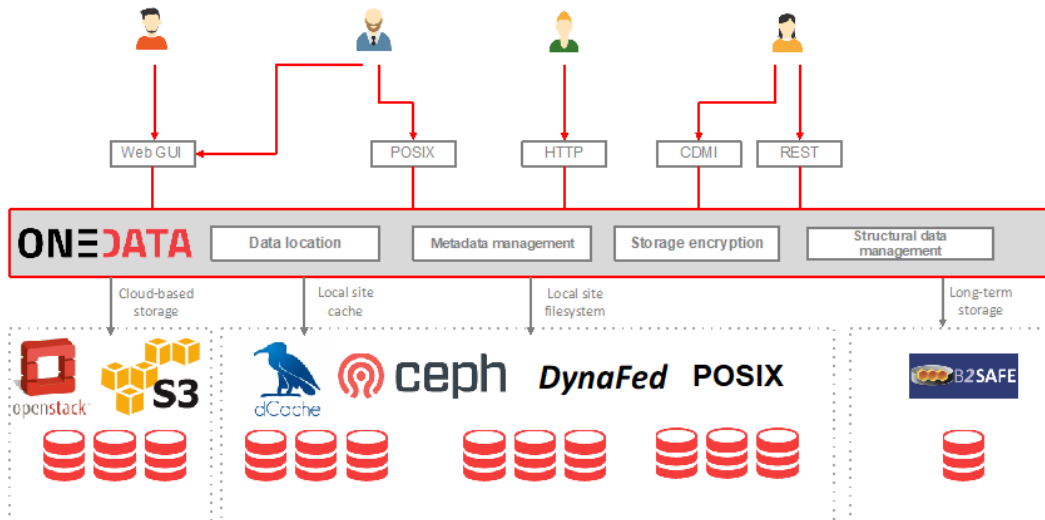 Web GUI
POSIX
HTTP
CDMI
REST
ONEDATA
Data location
Metadata management
Storage encryption
Structural data
management
Cloud-based
storage
Local site
cache
Local site
filesystem
Long-term
storage
openstack
S3
dCache
ceph
DynaFed
POSIX
B2SAFE